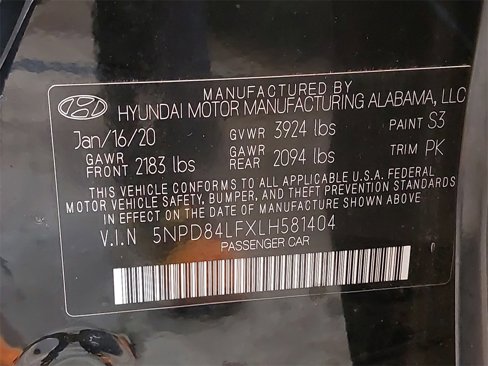 MANUFACTURED BY
HYUNDAI MOTOR MANUFACTURING ALABAMA, LLC
Jan/16/20 GVWR 3924 lbs PAINT S3
GAWR FRONT 2183 lbs GAWR REAR 2094 lbs TRIM PK
THIS VEHICLE CONFORMS TO ALL APPLICABLE U.S.A. FEDERAL
MOTOR VEHICLE SAFETY, BUMPER, AND THEFT PREVENTION STANDARDS
IN EFFECT ON THE DATE OF MANUFACTURE SHOWN ABOVE.
V.I.N 5NPD84LFXLH581404
PASSENGER CAR